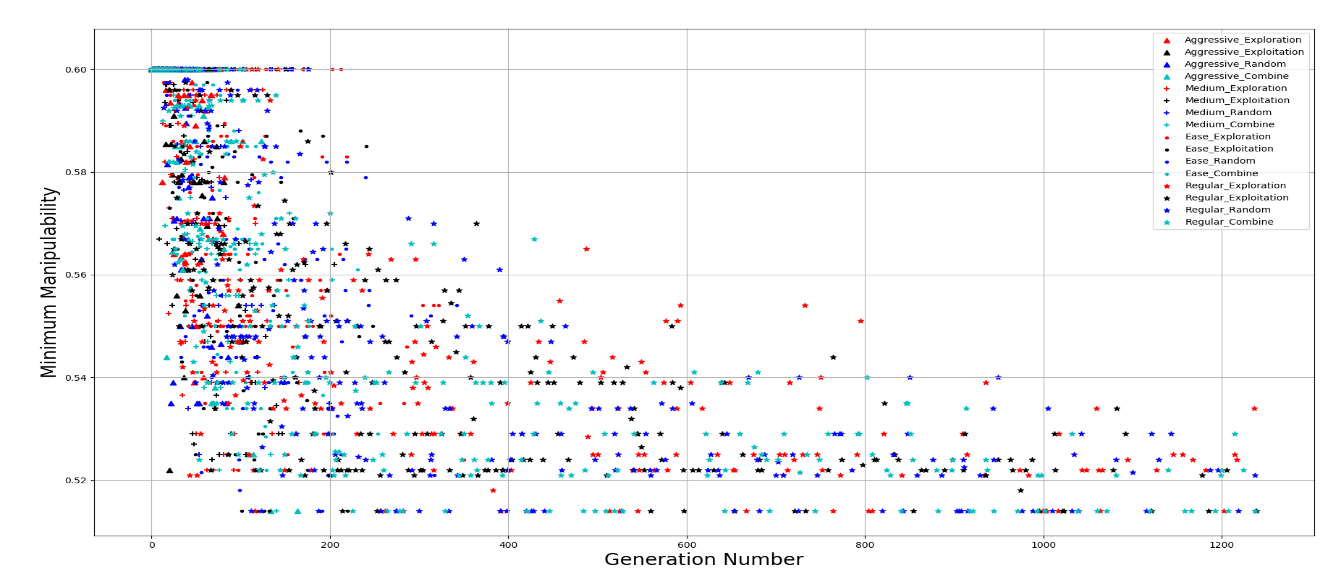 0.60
0.58
0.56
0.54
0.52
Minimum Manipulability
0 200 400 600 800 1000 1200
Generation Number
Aggressive_Exploration
Aggressive_Exploitation
Aggressive_Random
Aggressive_Combine
Medium_Exploration
Medium_Exploitation
Medium_Random
Medium_Combine
Ease_Exploration
Ease_Exploitation
Ease_Random
Ease_Combine
Regular_Exploration
Regular_Exploitation
Regular_Random
Regular_Combine